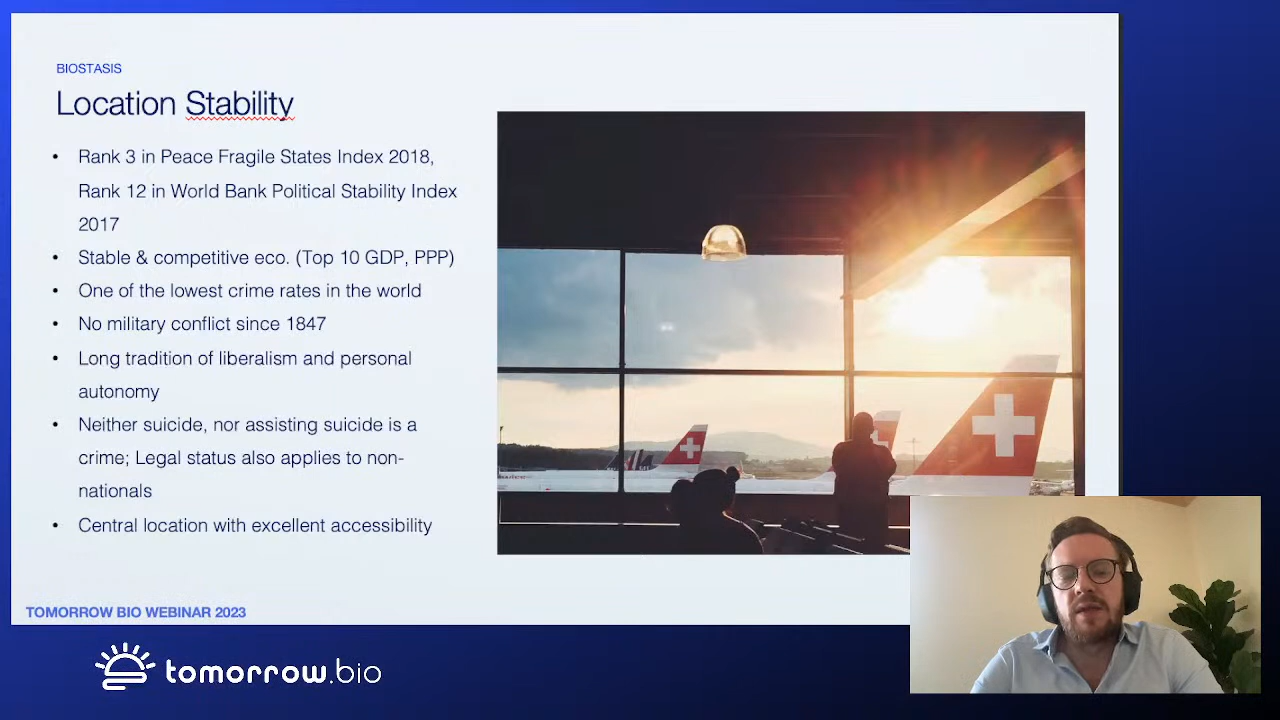 BIOSTASIS
Location Stability
• Rank 3 in Peace Fragile States Index 2018,
Rank 12 in World Bank Political Stability Index
2017
• Stable & competitive eco. (Top 10 GDP, PPP)
• One of the lowest crime rates in the world
• No military conflict since 1847
• Long tradition of liberalism and personal
autonomy
• Neither suicide, nor assisting suicide is a
crime; Legal status also applies to non-
nationals
• Central location with excellent accessibility
TOMORROW BIO WEBINAR 2023
tomorrow.bio